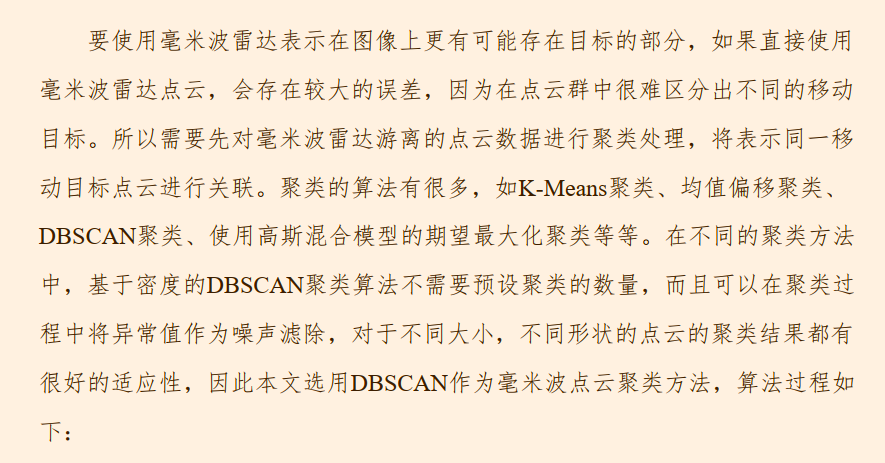 要使用毫米波雷达表示在图像上更有可能存在目标的部分，如果直接使用
毫米波雷达点云，会存在较大的误差，因为在点云群中很难区分出不同的移动
目标。所以需要先对毫米波雷达游离的点云数据进行聚类处理，将表示同一移
动目标点云进行关联。聚类的算法有很多，如K-Means聚类、均值偏移聚类、
DBSCAN聚类、使用高斯混合模型的期望最大化聚类等等。在不同的聚类方法
中，基于密度的DBSCAN聚类算法不需要预设聚类的数量，而且可以在聚类过
程中将异常值作为噪声滤除，对于不同大小，不同形状的点云的聚类结果都有
很好的适应性，因此本文选用DBSCAN作为毫米波点云聚类方法，算法过程如
下：